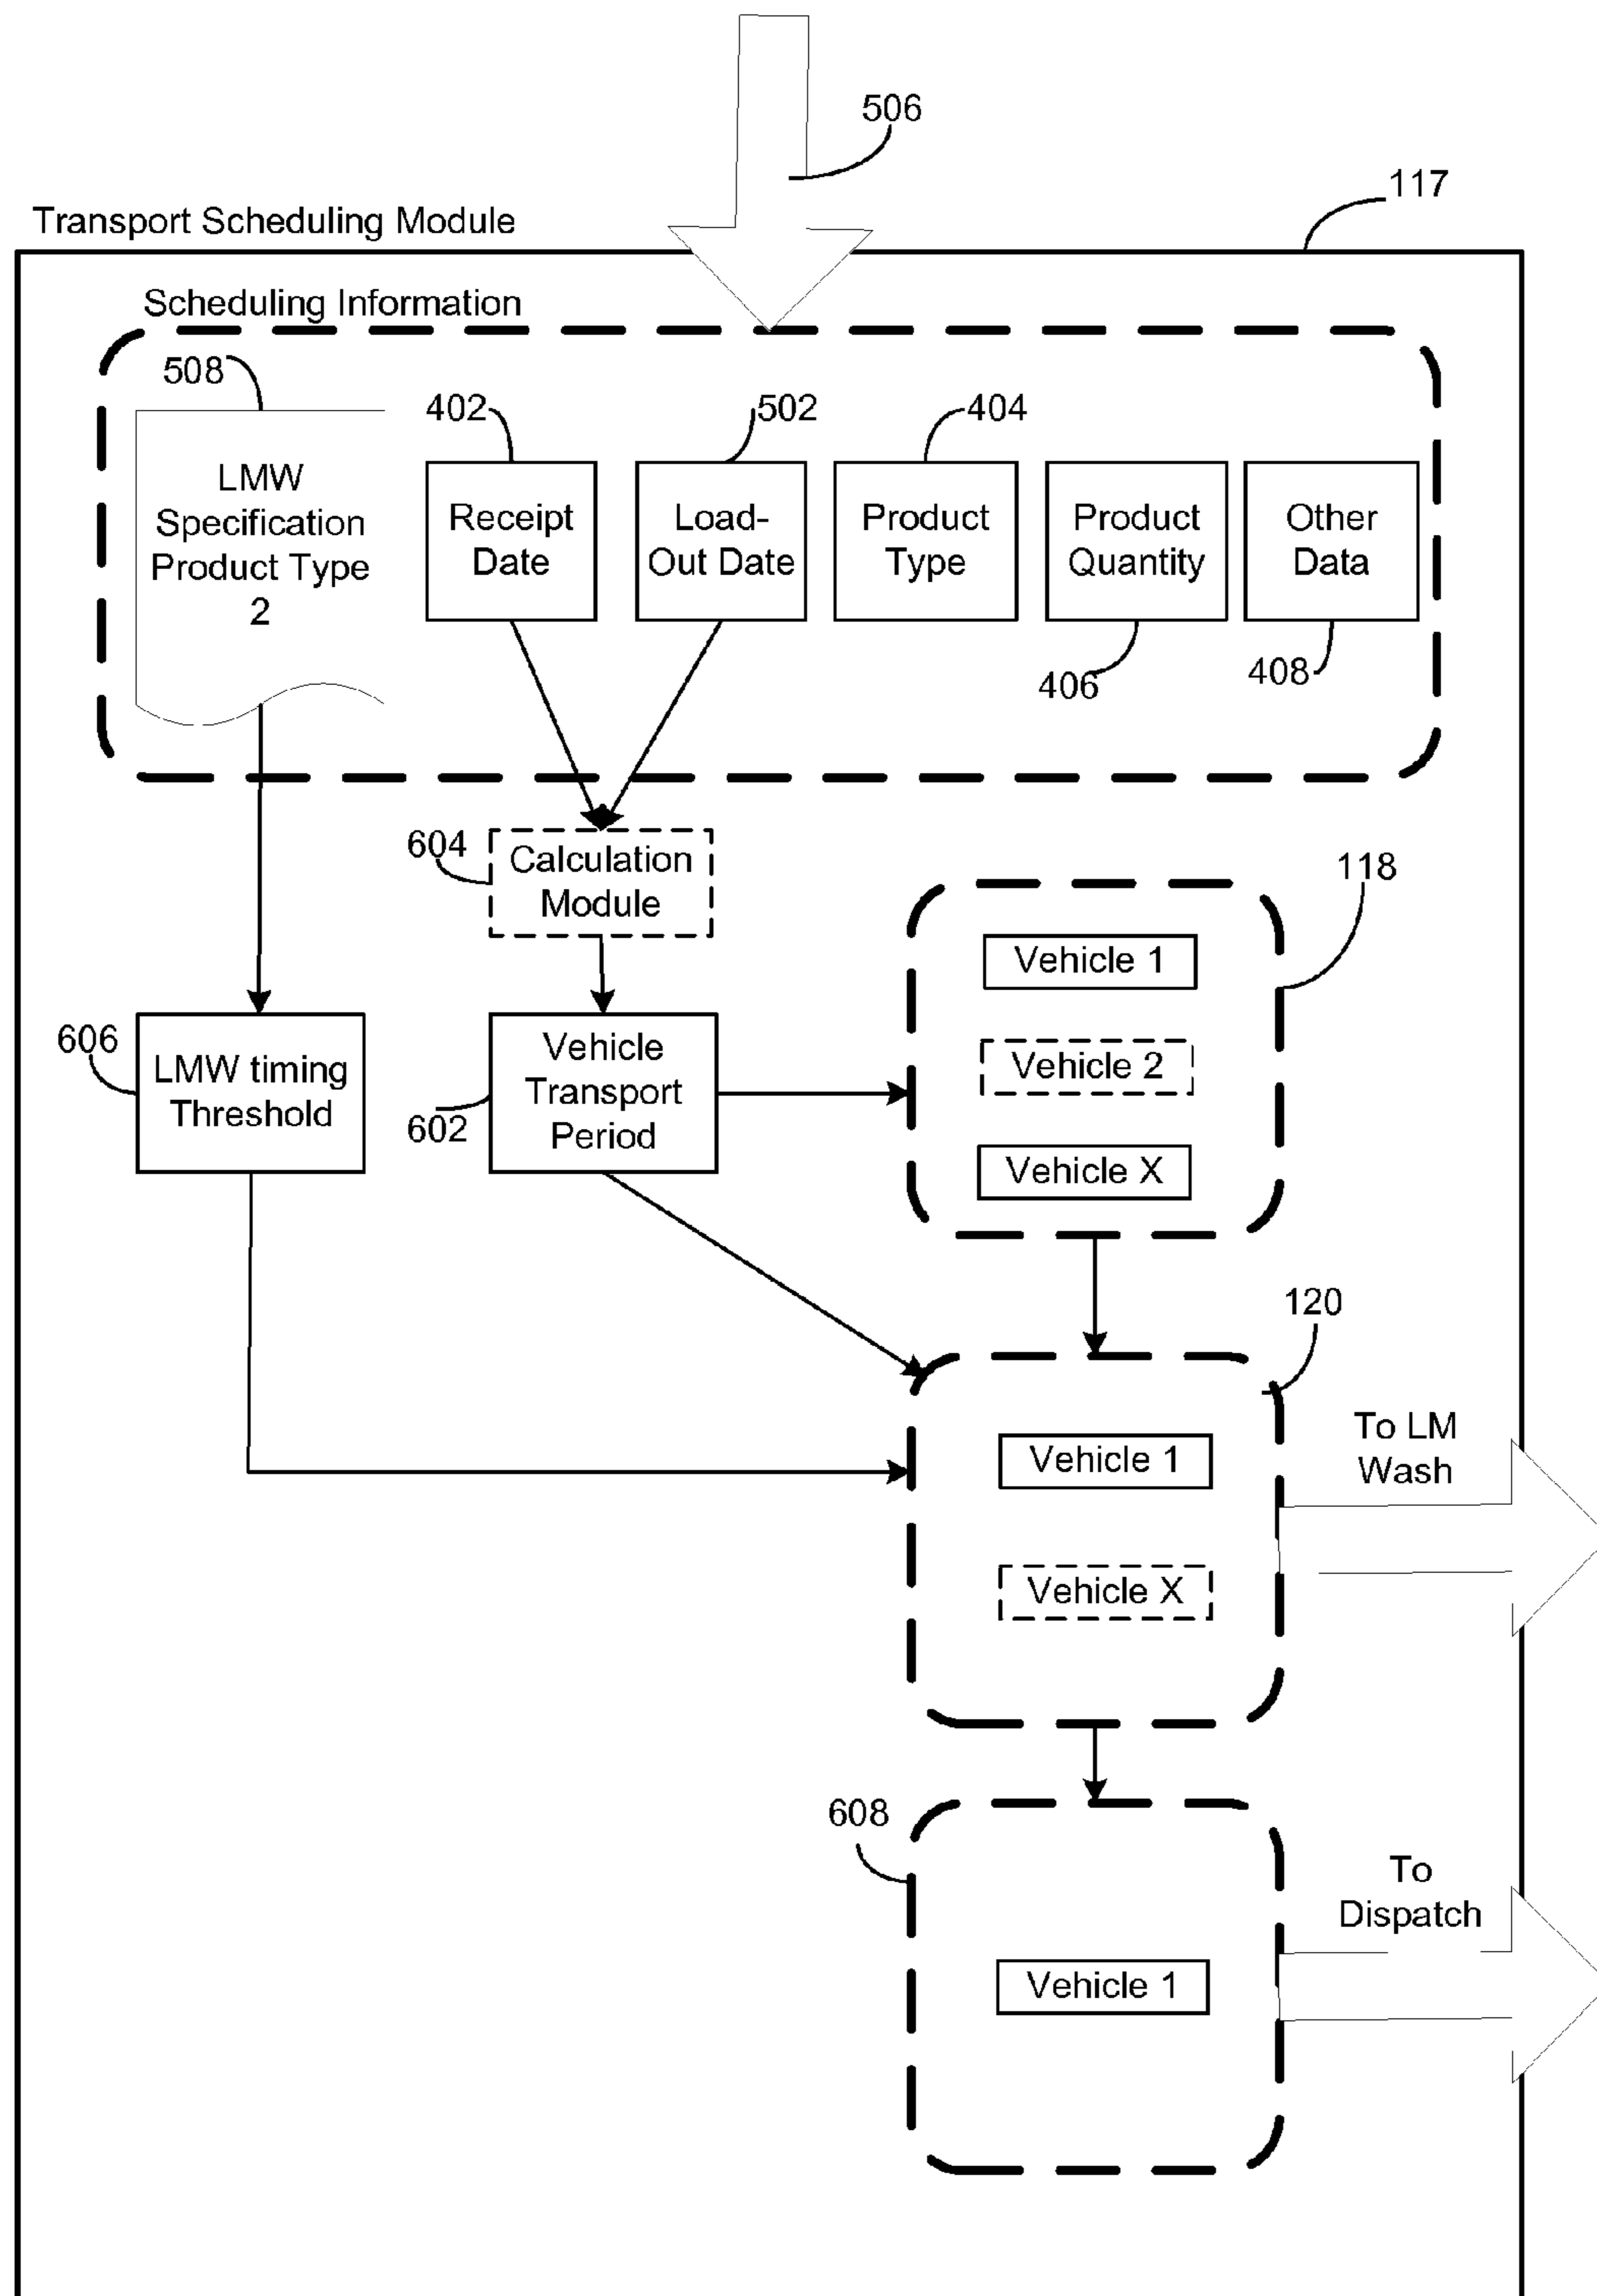 506
117
Transport Scheduling Module
Scheduling Information
508
402
502
404
LMW
Specification
Product Type
2
Receipt
Date
Load-
Out Date
Product
Type
Product
Quantity
Other
Data
406
408
604
Calculation
Module
118
Vehicle 1
Vehicle 2
Vehicle X
606
LMW timing
Threshold
602
Vehicle
Transport
Period
120
Vehicle 1
Vehicle X
To LM
Wash
608
Vehicle 1
To
Dispatch